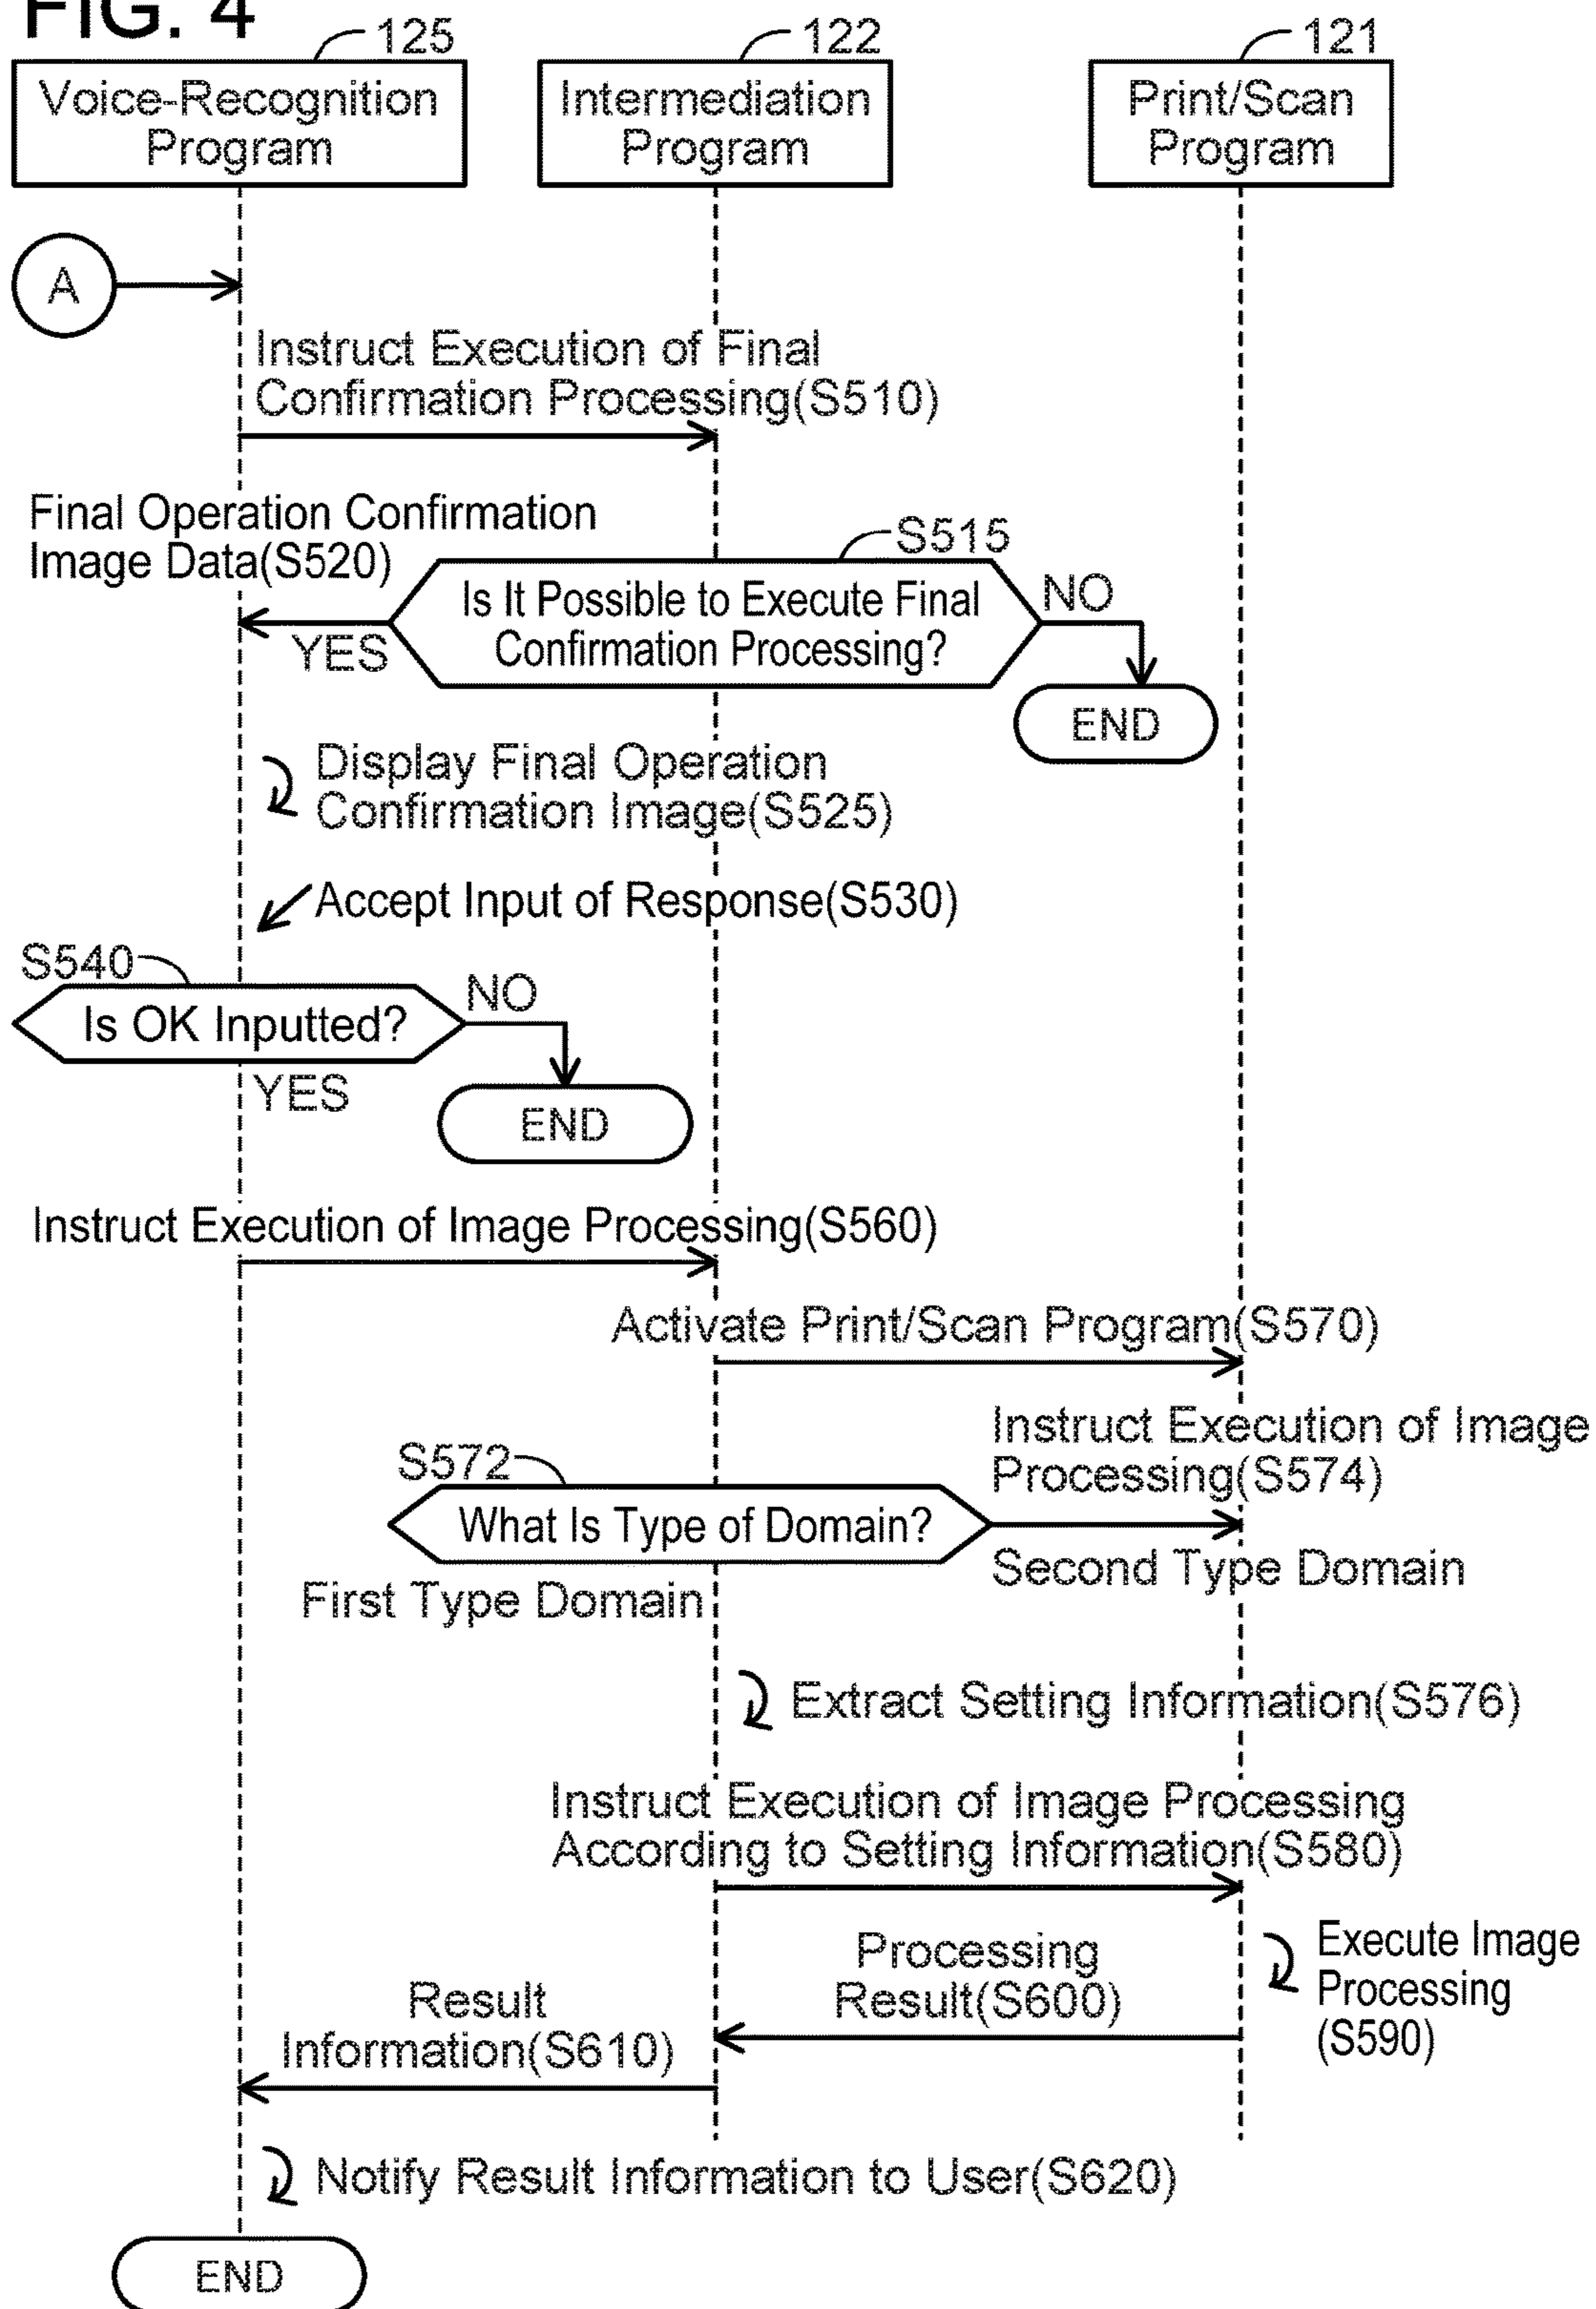 FIG. 4
125
122
121
Voice-Recognition
Program
Intermediation
Program
Print/Scan
Program
A
Instruct Execution of Final
Confirmation Processing(S510)
Final Operation Confirmation
Image Data(S520)
S515
Is It Possible to Execute Final
Confirmation Processing?
YES
NO
END
Display Final Operation
Confirmation Image(S525)
Accept Input of Response(S530)
S540
Is OK Inputted?
NO
YES
END
Instruct Execution of Image Processing(S560)
Activate Print/Scan Program(S570)
Instruct Execution of Image
Processing(S574)
S572
What Is Type of Domain?
Second Type Domain
First Type Domain
Extract Setting Information(S576)
Instruct Execution of Image Processing
According to Setting Information(S580)
Execute Image
Processing
(S590)
Processing
Result(S600)
Result
Information(S610)
Notify Result Information to User(S620)
END